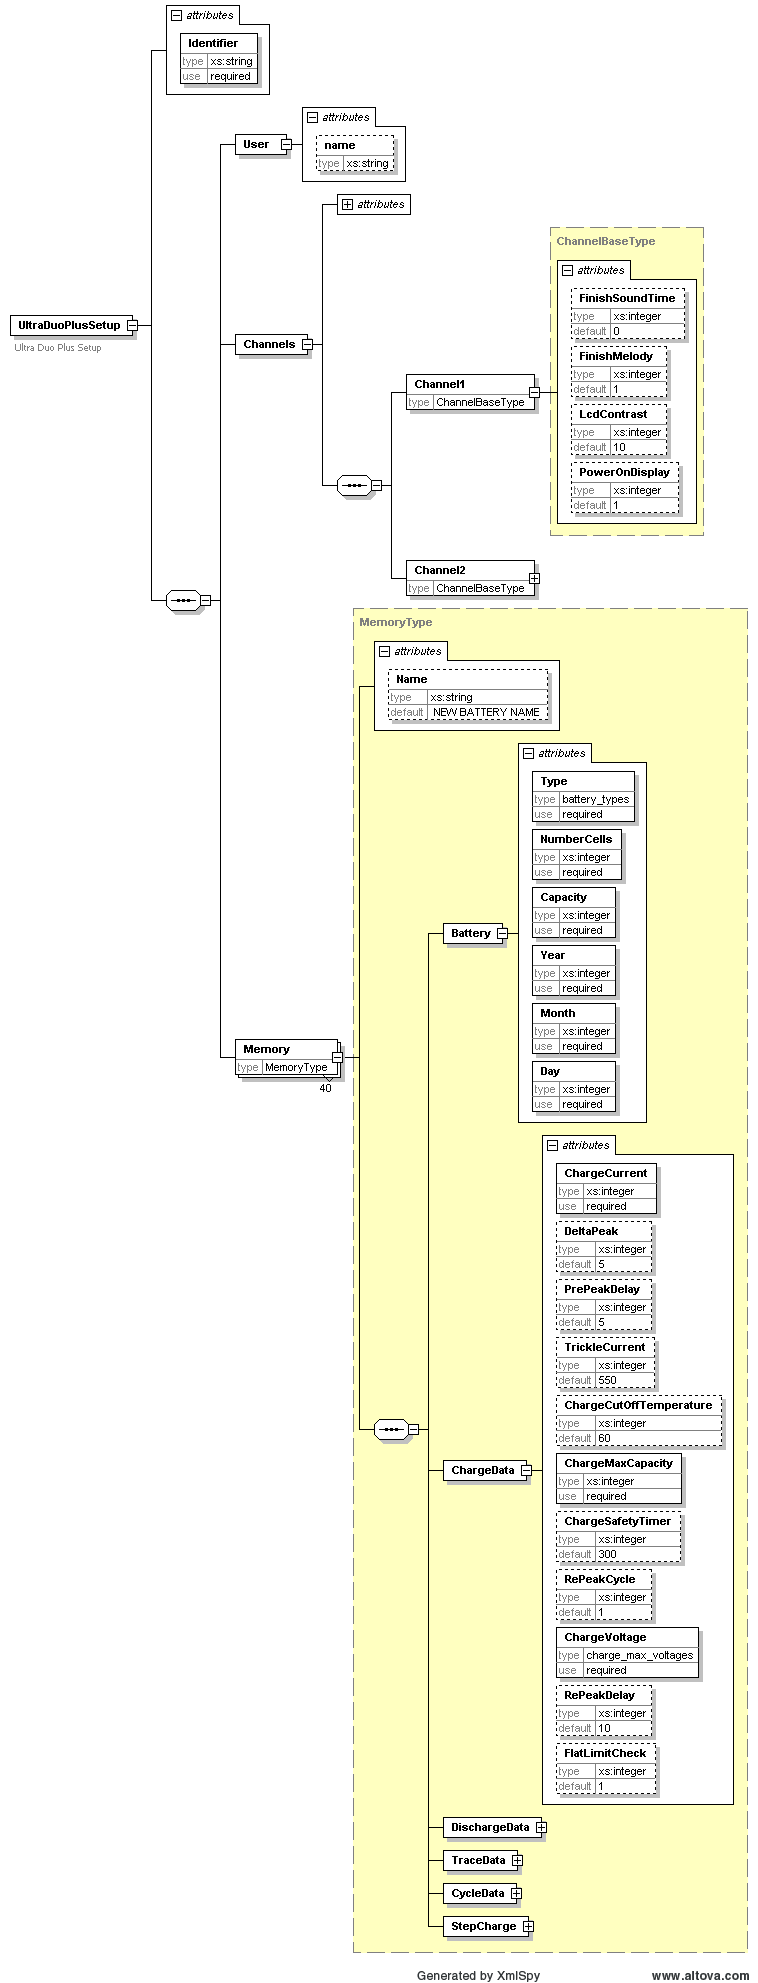 attributes
Identifier
type xs:string
use required
attributes
User
name
type xs:string
attributes
ChannelBaseType
attributes
FinishSoundTime
type xs:integer
default 0
UltraDuoPlusSetup
Ultra Duo Plus Setup
Channels
FinishMelody
type xs:integer
default 1
Channel1
type ChannelBaseType
LcdContrast
type xs:integer
default 10
PowerOnDisplay
type xs:integer
default 1
Channel2
type ChannelBaseType
MemoryType
attributes
Name
type xs:string
default NEW BATTERY NAME
attributes
Type
type battery_types
use required
NumberCells
type xs:integer
use required
Capacity
type xs:integer
use required
Battery
Year
type xs:integer
use required
Month
type xs:integer
use required
Memory
type MemoryType
40
Day
type xs:integer
use required
attributes
ChargeCurrent
type xs:integer
use required
DeltaPeak
type xs:integer
default 5
PrePeakDelay
type xs:integer
default 5
TrickleCurrent
type xs:integer
default 550
ChargeCutOffTemperature
type xs:integer
default 60
ChargeData
ChargeMaxCapacity
type xs:integer
use required
ChargeSafetyTimer
type xs:integer
default 300
RePeakCycle
type xs:integer
default 1
ChargeVoltage
type charge_max_voltages
use required
RePeakDelay
type xs:integer
default 10
FlatLimitCheck
type xs:integer
default 1
DischargeData
TraceData
CycleData
StepCharge
Generated by XmlSpy www.altova.com